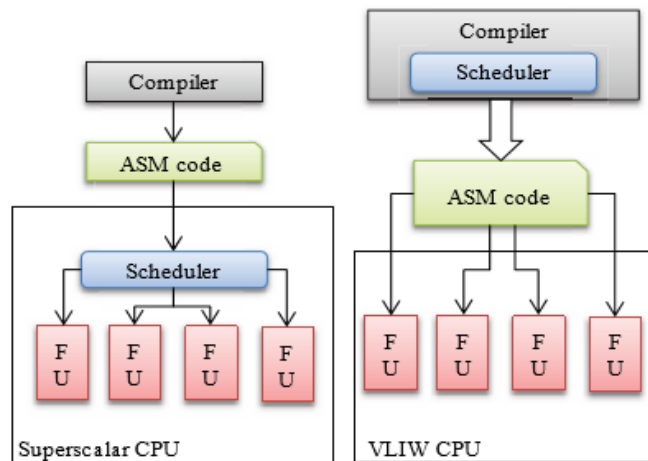 Compiler
ASM code
Scheduler
F U
F U
F U
F U
Superscalar CPU
Compiler
Scheduler
ASM code
F U
F U
F U
F U
VLIW CPU